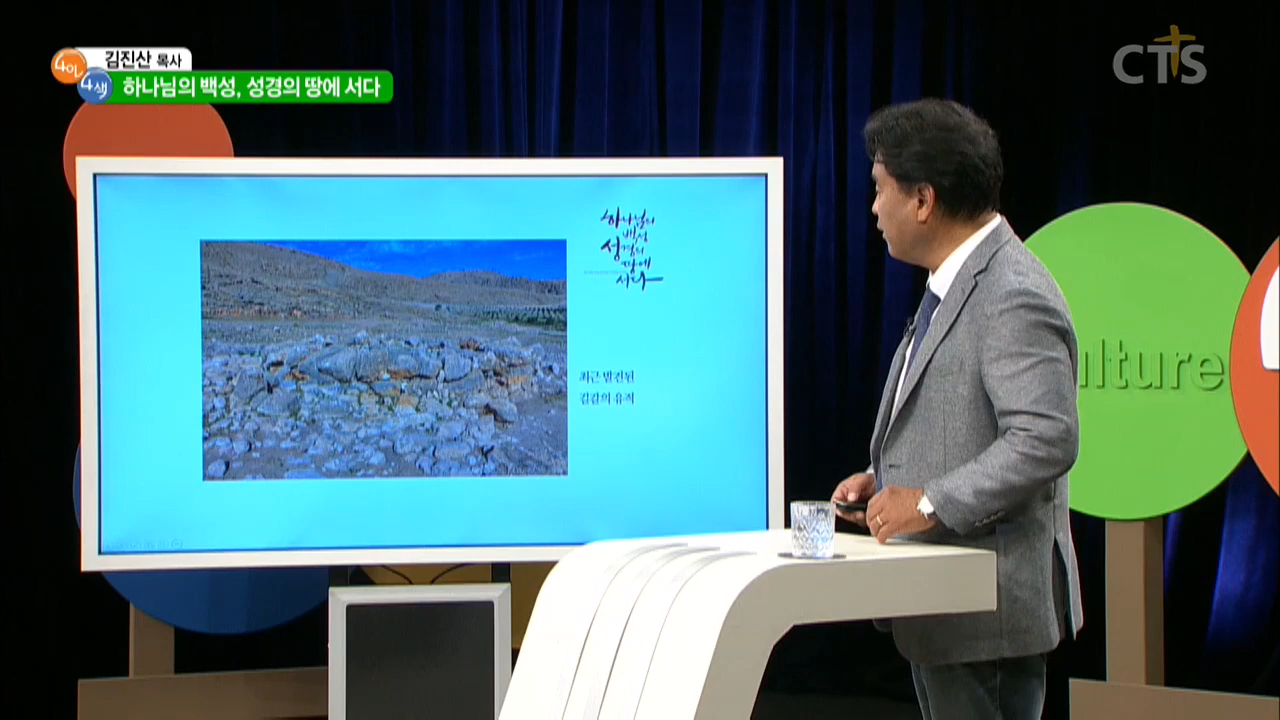 4인
4색
김진산 목사
하나님의 백성, 성경의 땅에 서다
CTS
하나님의
백성
성경의
땅에
서다
최근 발견된
길갈의 유적
ulture